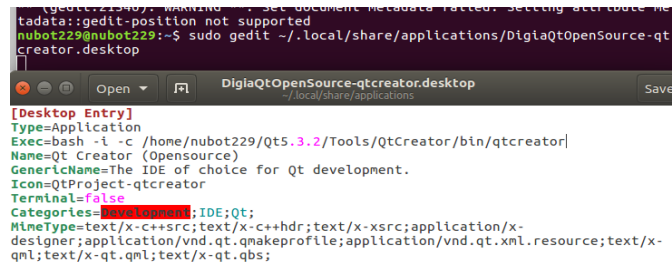 ** (gedit:21540): WARNING **: Set document metadata failed: Setting attribute me
tadata::gedit-position not supported
nubot229@nubot229:~$ sudo gedit ~/.local/share/applications/DigiaQtOpenSource-qt
creator.desktop
Open
DigiaQtOpenSource-qtcreator.desktop
~/.local/share/applications
Save
[Desktop Entry]
Type=Application
Exec=bash -i -c /home/nubot229/Qt5.3.2/Tools/QtCreator/bin/qtcreator
Name=Qt Creator (Opensource)
GenericName=The IDE of choice for Qt development.
Icon=QtProject-qtcreator
Terminal=false
Categories=Development;IDE;Qt;
MimeType=text/x-c++src;text/x-c++hdr;text/x-xsrc;application/x-
designer;application/vnd.qt.qmakeprofile;application/vnd.qt.xml.resource;text/x-
qml;text/x-qt.qml;text/x-qt.qbs;